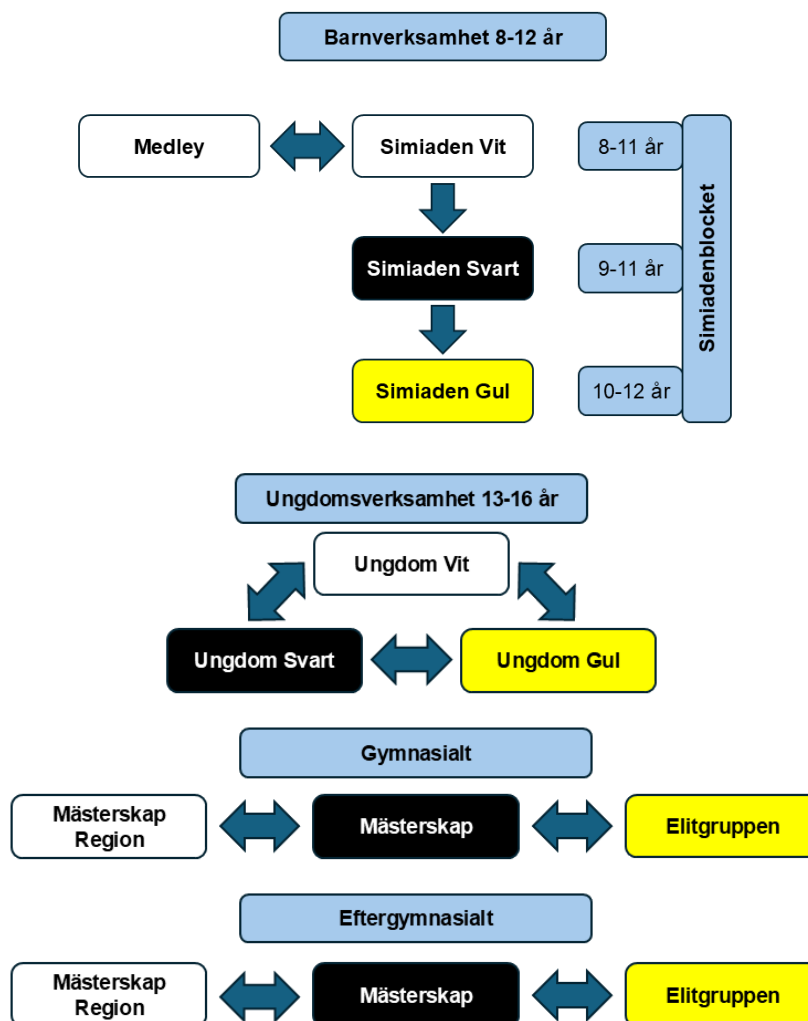 Barnverksamhet 8-12 år
Medley
Simiaden Vit
8-11 år
Simiaden Svart
9-11 år
Simiaden Gul
10-12 år
Simiadenblocket
Ungdomsverksamhet 13-16 år
Ungdom Vit
Ungdom Svart
Ungdom Gul
Gymnasialt
Mästerskap
Region
Mästerskap
Elitgruppen
Eftergymnasialt
Mästerskap
Region
Mästerskap
Elitgruppen